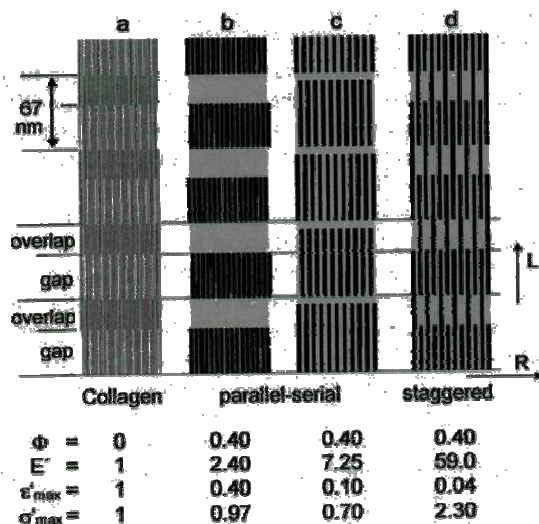 a b c d
67
nm
overlap
gap
L
overlap
gap
R
Collagen parallel-serial staggered
Φ = 0 0.40 0.40 0.40
E' = 1 2.40 7.25 59.0
ε'max = 1 0.40 0.10 0.04
σ'max = 1 0.97 0.70 2.30